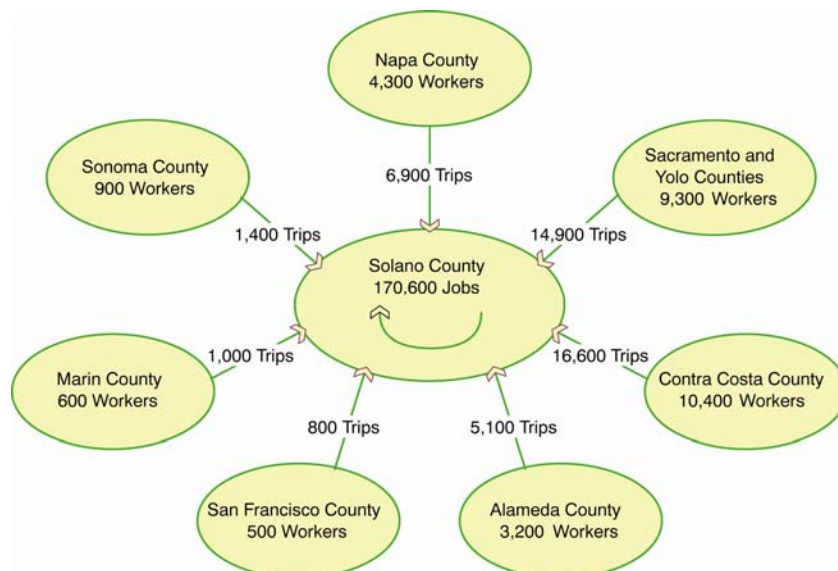 Napa County
4,300 Workers
Sonoma County
900 Workers
Sacramento and
Yolo Counties
9,300 Workers
6,900 Trips
1,400 Trips
14,900 Trips
Solano County
170,600 Jobs
1,000 Trips
16,600 Trips
Marin County
600 Workers
Contra Costa County
10,400 Workers
800 Trips
5,100 Trips
San Francisco County
500 Workers
Alameda County
3,200 Workers